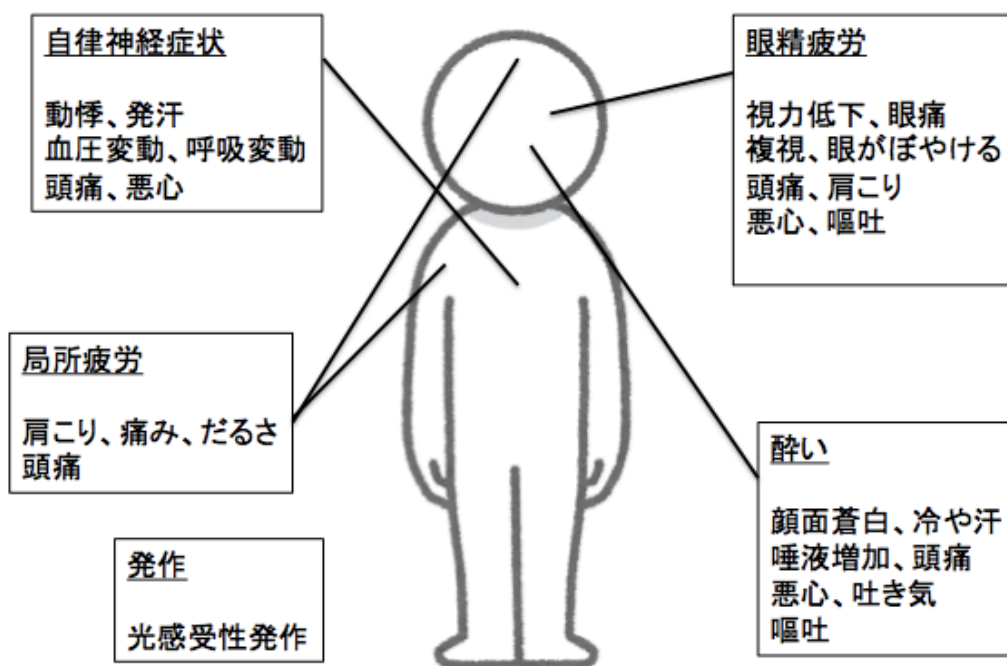 自律神経症状
動悸、発汗
血圧変動、呼吸変動
頭痛、悪心
眼精疲労
視力低下、眼痛
複視、眼がぼやける
頭痛、肩こり
悪心、嘔吐
局所疲労
肩こり、痛み、だるさ
頭痛
酔い
顔面蒼白、冷や汗
唾液増加、頭痛
悪心、吐き気
嘔吐
発作
光感受性発作